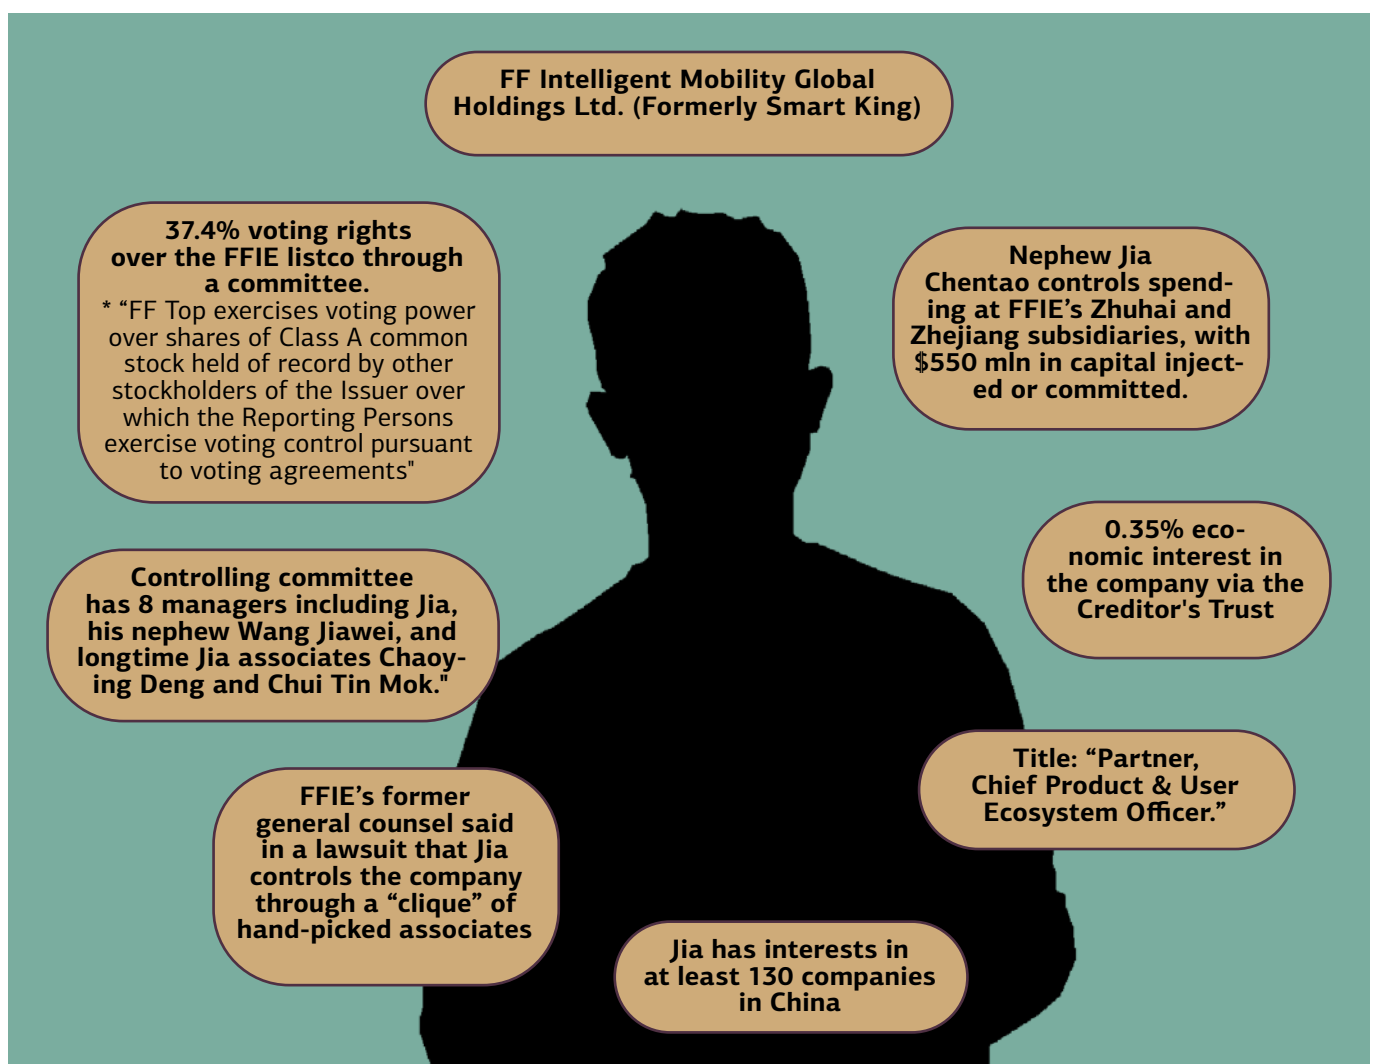 FF Intelligent Mobility Global
Holdings Ltd. (Formerly Smart King)
37.4% voting rights
over the FFIE listco through
a committee.
* “FF Top exercises voting power
over shares of Class A common
stock held of record by other
stockholders of the Issuer over
which the Reporting Persons
exercise voting control pursuant
to voting agreements"
Nephew Jia
Chentao controls spend-
ing at FFIE’s Zhuhai and
Zhejiang subsidiaries, with
$550 mln in capital inject-
ed or committed.
0.35% eco-
nomic interest in
the company via the
Creditor's Trust
Controlling committee
has 8 managers including Jia,
his nephew Wang Jiawei, and
longtime Jia associates Chaoy-
ing Deng and Chui Tin Mok."
Title: “Partner,
Chief Product & User
Ecosystem Officer.”
FFIE’s former
general counsel said
in a lawsuit that Jia
controls the company
through a “clique” of
hand-picked associates
Jia has interests in
at least 130 companies
in China